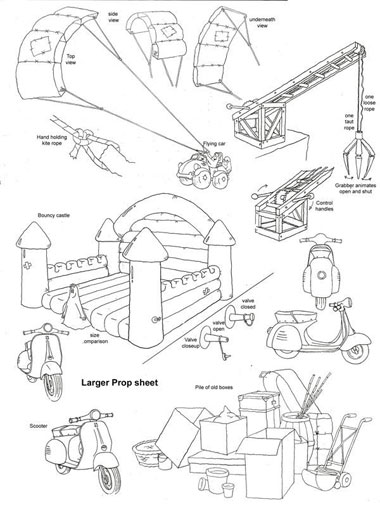 side
view
underneath
view
Top
view
one
loose
rope
one
taut
rope
Hand holding
kite rope
Flying car
Grabber animates
open and shut
Control
handles
Bouncy castle
valve
closed
valve
open
Valve
closeup
size
omparison
Larger Prop sheet
Pile of old boxes
Scooter